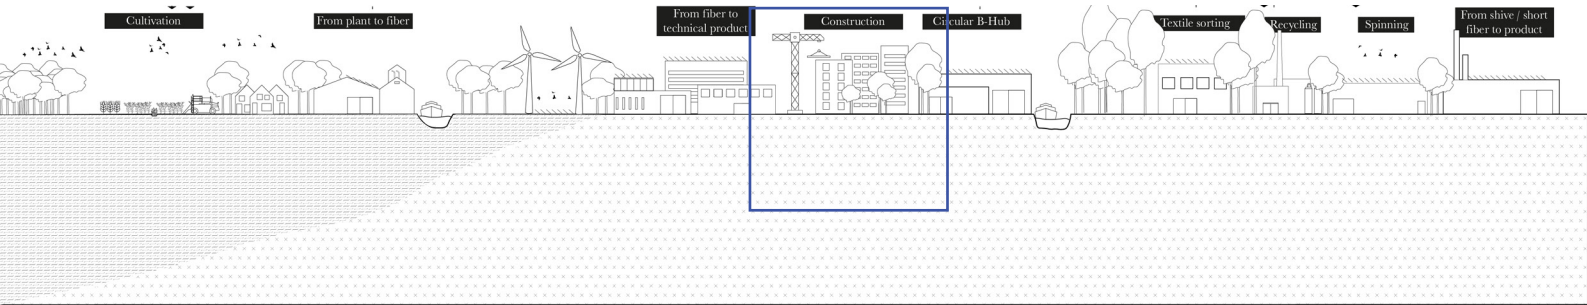 Cultivation
From plant to fiber
From fiber to
technical product
Construction
Circular B-Hub
Textile sorting
Recycling
Spinning
From shive / short
fiber to product